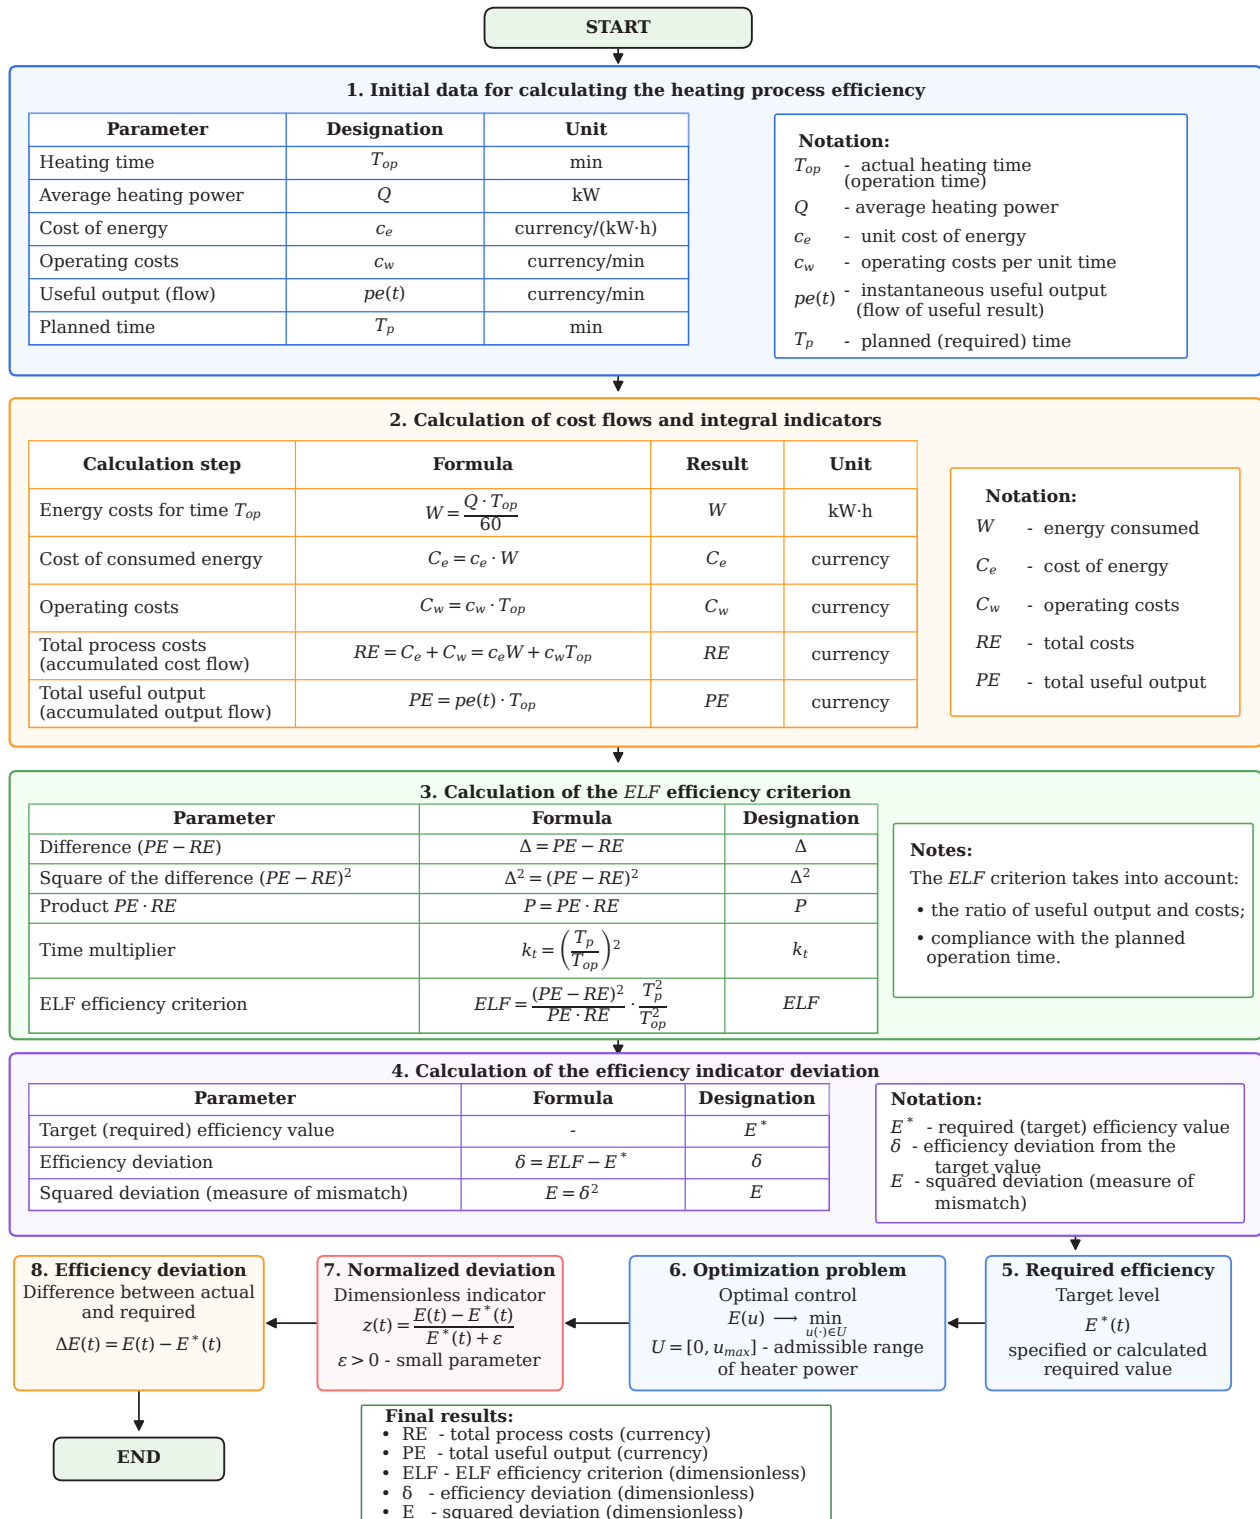 START
1. Initial data for calculating the heating process efficiency
Parameter Designation Unit
Heating time T_op min
Average heating power Q kW
Cost of energy c_e currency/(kW·h)
Operating costs c_w currency/min
Useful output (flow) pe(t) currency/min
Planned time T_p min
Notation:
T_op - actual heating time
(operation time)
Q - average heating power
c_e - unit cost of energy
c_w - operating costs per unit time
pe(t) - instantaneous useful output
(flow of useful result)
T_p - planned (required) time
2. Calculation of cost flows and integral indicators
Calculation step Formula Result Unit
Energy costs for time T_op W = (Q · T_op)/60 W kW·h
Cost of consumed energy C_e = c_e · W C_e currency
Operating costs C_w = c_w · T_op C_w currency
Total process costs
(accumulated cost flow) RE = C_e + C_w = c_e W + c_w T_op RE currency
Total useful output
(accumulated output flow) PE = pe(t) · T_op PE currency
Notation:
W - energy consumed
C_e - cost of energy
C_w - operating costs
RE - total costs
PE - total useful output
3. Calculation of the ELF efficiency criterion
Parameter Formula Designation
Difference (PE − RE) Δ = PE − RE Δ
Square of the difference (PE − RE)² Δ² = (PE − RE)² Δ²
Product PE · RE P = PE · RE P
Time multiplier k_t = (T_p/T_op)² k_t
ELF efficiency criterion ELF = (PE − RE)²/(PE · RE) · T_p²/T_op² ELF
Notes:
The ELF criterion takes into account:
• the ratio of useful output and costs;
• compliance with the planned
operation time.
4. Calculation of the efficiency indicator deviation
Parameter Formula Designation
Target (required) efficiency value - E*
Efficiency deviation δ = ELF − E* δ
Squared deviation (measure of mismatch) E = δ² E
Notation:
E* - required (target) efficiency value
δ - efficiency deviation from the
target value
E - squared deviation (measure of
mismatch)
8. Efficiency deviation
Difference between actual
and required
ΔE(t) = E(t) − E*(t)
7. Normalized deviation
Dimensionless indicator
z(t) = (E(t) − E*(t))/(E*(t) + ε)
ε > 0 - small parameter
6. Optimization problem
Optimal control
E(u) ⟶ min
u(·)∈U
U = [0, u_max] - admissible range
of heater power
5. Required efficiency
Target level
E*(t)
specified or calculated
required value
END
Final results:
• RE - total process costs (currency)
• PE - total useful output (currency)
• ELF - ELF efficiency criterion (dimensionless)
• δ - efficiency deviation (dimensionless)
• E - squared deviation (dimensionless)